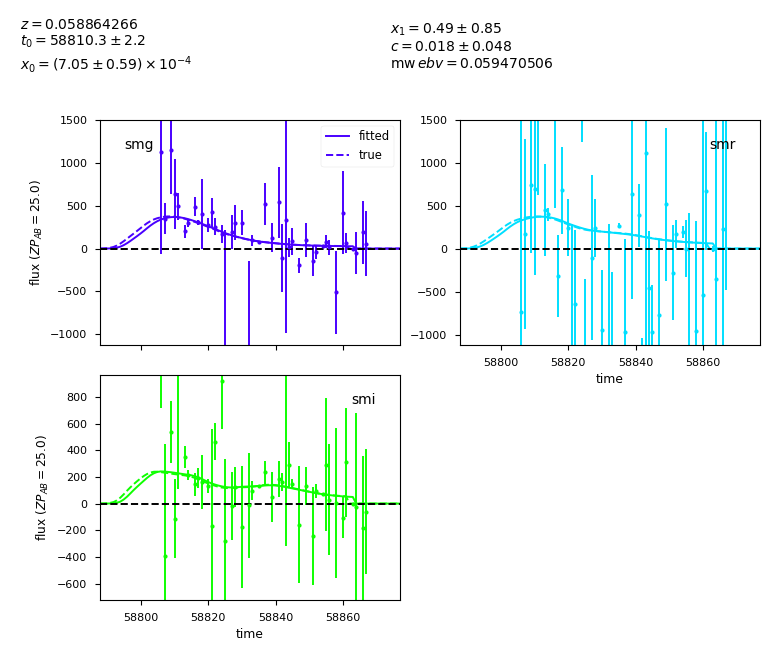 z = 0.058864266
t₀ = 58810.3 ± 2.2
x₀ = (7.05 ± 0.59) × 10⁻⁴
x₁ = 0.49 ± 0.85
c = 0.018 ± 0.048
mw ebv = 0.059470506
smg
fitted
true
1500
1000
500
0
−500
−1000
flux (ZP_AB = 25.0)
smr
1500
1000
500
0
−500
−1000
58800
58820
58840
58860
time
smi
800
600
400
200
0
−200
−400
−600
flux (ZP_AB = 25.0)
58800
58820
58840
58860
time